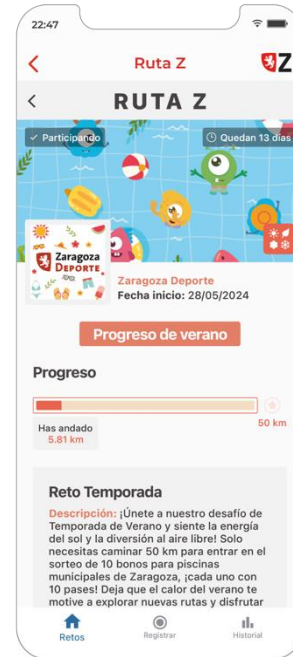 22:47
Ruta Z
Z
RUTA Z
Participando
Quedan 13 días
Zaragoza
DEPORTE
Zaragoza Deporte
Fecha inicio: 28/05/2024
Progreso de verano
Progreso
Has andado
5.81 km
50 km
Reto Temporada
Descripción: ¡Únete a nuestro desafío de
Temporada de Verano y siente la energía
del sol y la diversión al aire libre! Solo
necesitas caminar 50 km para entrar en el
sorteo de 10 bonos para piscinas
municipales de Zaragoza, ¡cada uno con
10 pases! Deja que el calor del verano te
motive a explorar nuevas rutas y disfrutar
Retos
Registrar
Historial